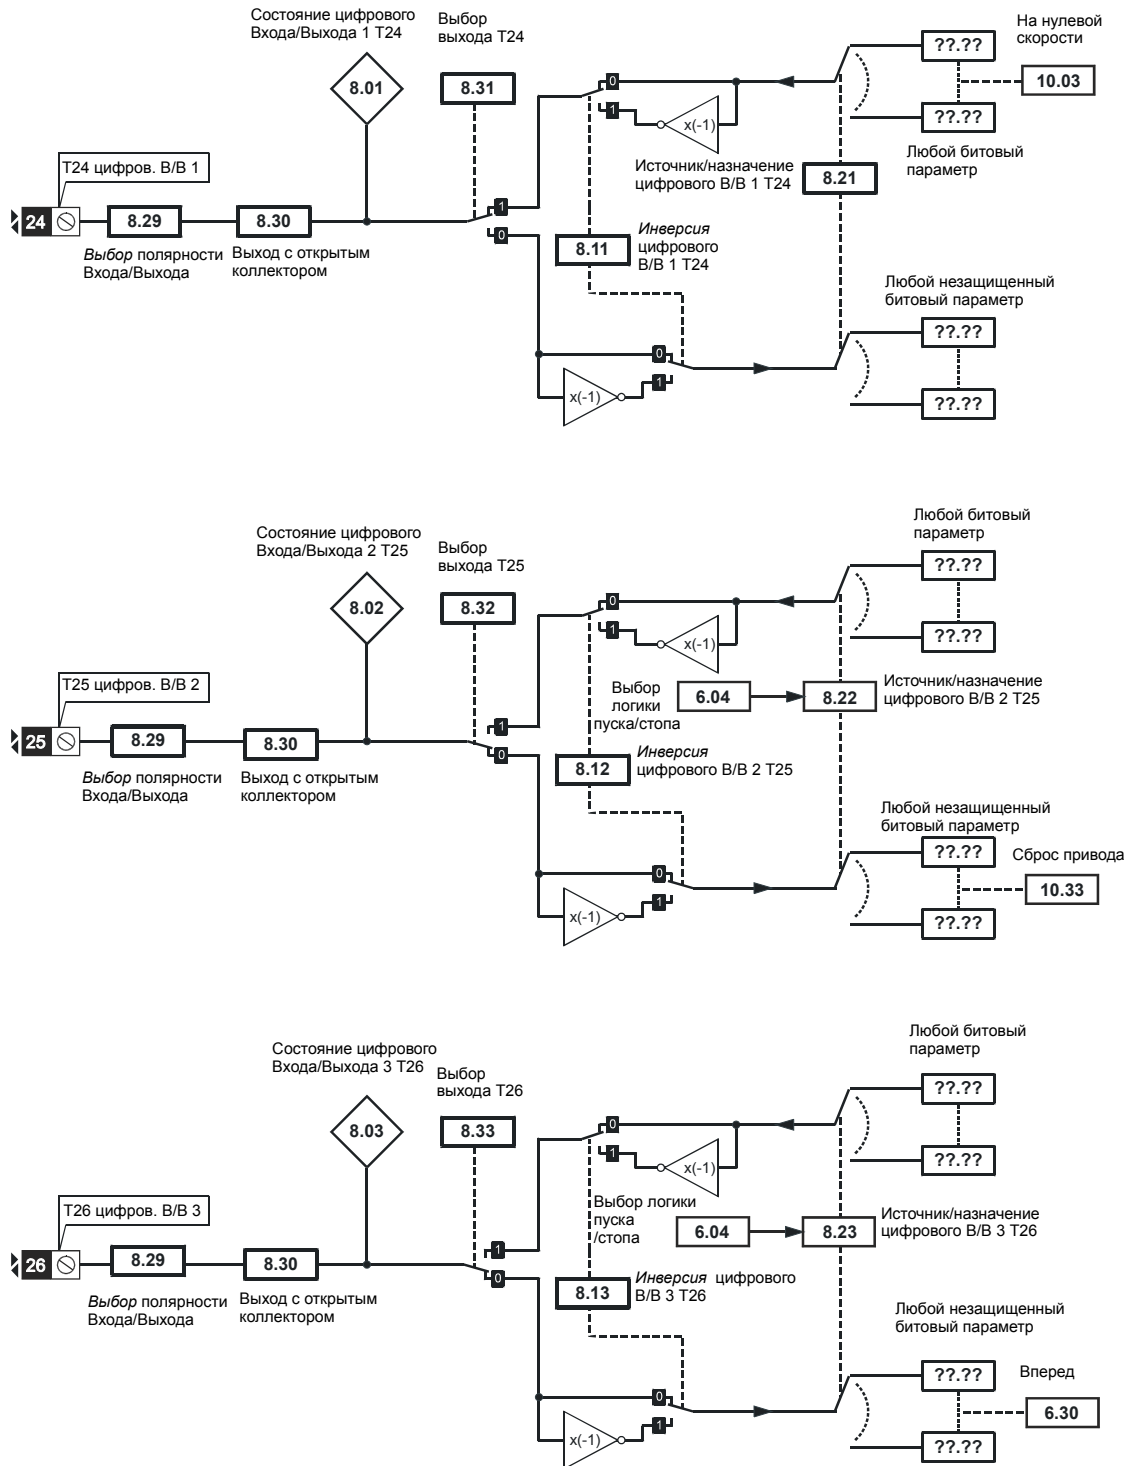 Состояние цифрового
Входа/Выхода 1 T24
8.01
Выбор
выхода T24
8.31
0
1
x(-1)
??.??
На нулевой
скорости
10.03
??.??
Любой битовый
параметр
T24 цифров. В/В 1
24
8.29
8.30
Выбор полярности
Входа/Выхода
Выход с открытым
коллектором
1
0
Источник/назначение
цифрового В/В 1 T24
8.21
8.11
Инверсия
цифрового
В/В 1 T24
Любой незащищенный
битовый параметр
??.??
??.??
0
1
x(-1)
Состояние цифрового
Входа/Выхода 2 T25
8.02
Выбор
выхода T25
8.32
0
1
x(-1)
Любой битовый
параметр
??.??
??.??
T25 цифров. В/В 2
25
8.29
8.30
Выбор полярности
Входа/Выхода
Выход с открытым
коллектором
1
0
Выбор
логики
пуска/стопа
6.04
8.22
Источник/назначение
цифрового В/В 2 T25
8.12
Инверсия
цифрового В/В 2 T25
Любой незащищенный
битовый параметр
??.??
Сброс привода
10.33
??.??
0
1
x(-1)
Состояние цифрового
Входа/Выхода 3 T26
8.03
Выбор
выхода T26
8.33
0
1
x(-1)
Любой битовый
параметр
??.??
??.??
T26 цифров. В/В 3
26
8.29
8.30
Выбор полярности
Входа/Выхода
Выход с открытым
коллектором
1
0
Выбор логики
пуска
/стопа
6.04
8.23
Источник/назначение
цифрового В/В 3 T26
8.13
Инверсия цифрового
В/В 3 T26
Любой незащищенный
битовый параметр
??.??
Вперед
6.30
??.??
0
1
x(-1)